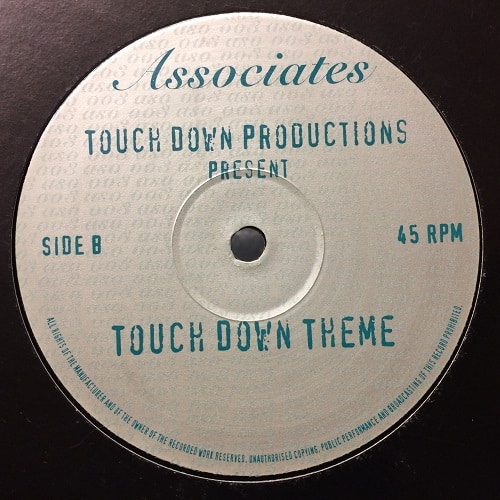 Associates
TOUCH DOWN PRODUCTIONS
PRESENT
SIDE B
45 RPM
TOUCH DOWN THEME
ALL RIGHTS OF THE MANUFACTURER AND OF THE OWNER OF THE RECORDED WORK RESERVED. UNAUTHORISED COPYING, PUBLIC PERFORMANCE AND BROADCASTING OF THIS RECORD PROHIBITED.